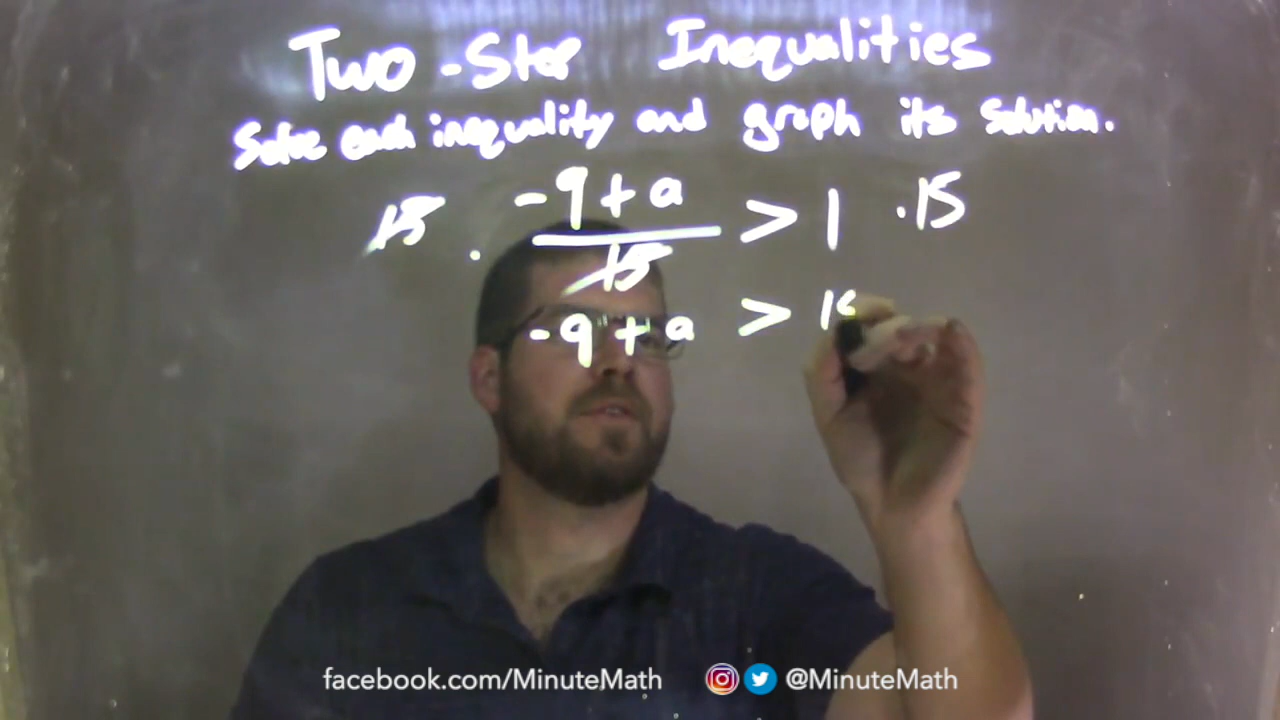 Two-Step Inequalities
Solve each inequality and graph its solution.
15 · -9 + a / 15 > 1 · 15
-9 + a > 15
facebook.com/MinuteMath @MinuteMath